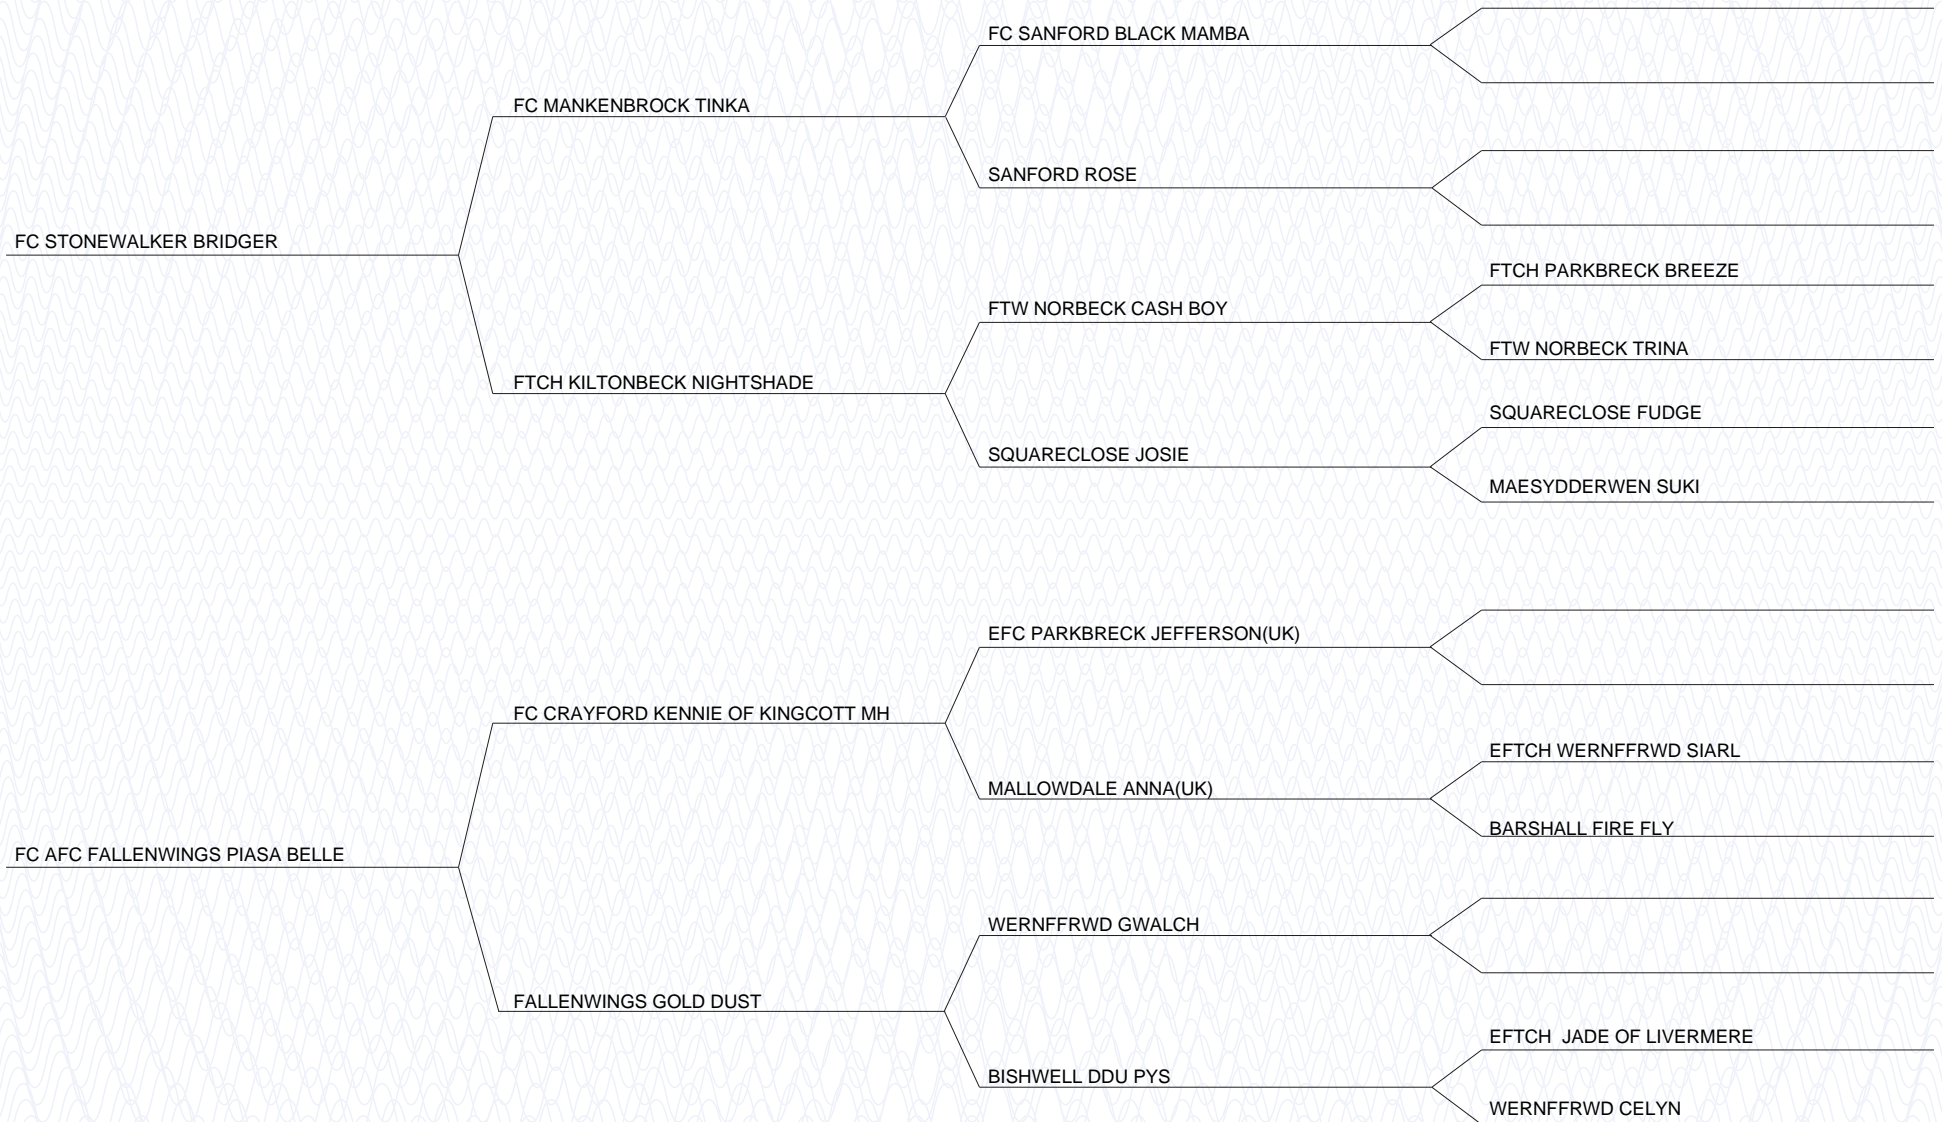 FC SANFORD BLACK MAMBA
FC MANKENBROCK TINKA
SANFORD ROSE
FC STONEWALKER BRIDGER
FTCH PARKBRECK BREEZE
FTW NORBECK CASH BOY
FTW NORBECK TRINA
FTCH KILTONBECK NIGHTSHADE
SQUARECLOSE FUDGE
SQUARECLOSE JOSIE
MAESYDDERWEN SUKI
EFC PARKBRECK JEFFERSON(UK)
FC CRAYFORD KENNIE OF KINGCOTT MH
EFTCH WERNFFRWD SIARL
MALLOWDALE ANNA(UK)
BARSHALL FIRE FLY
FC AFC FALLENWINGS PIASA BELLE
WERNFFRWD GWALCH
FALLENWINGS GOLD DUST
EFTCH  JADE OF LIVERMERE
BISHWELL DDU PYS
WERNFFRWD CELYN